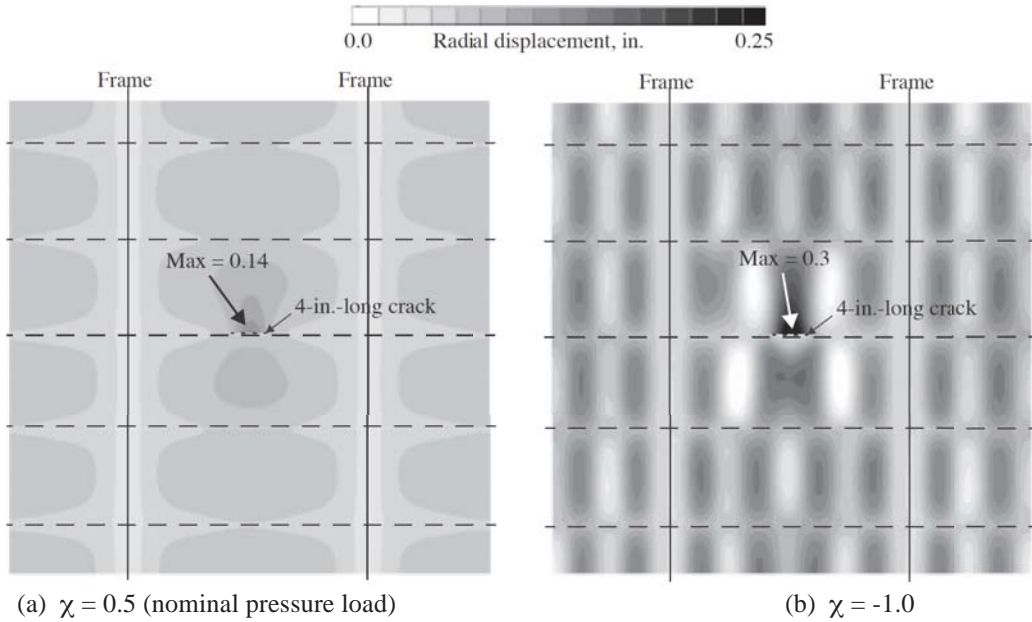 0.0 Radial displacement, in. 0.25
Frame Frame
Max = 0.14
4-in.-long crack
(a) χ = 0.5 (nominal pressure load)
Frame Frame
Max = 0.3
4-in.-long crack
(b) χ = -1.0